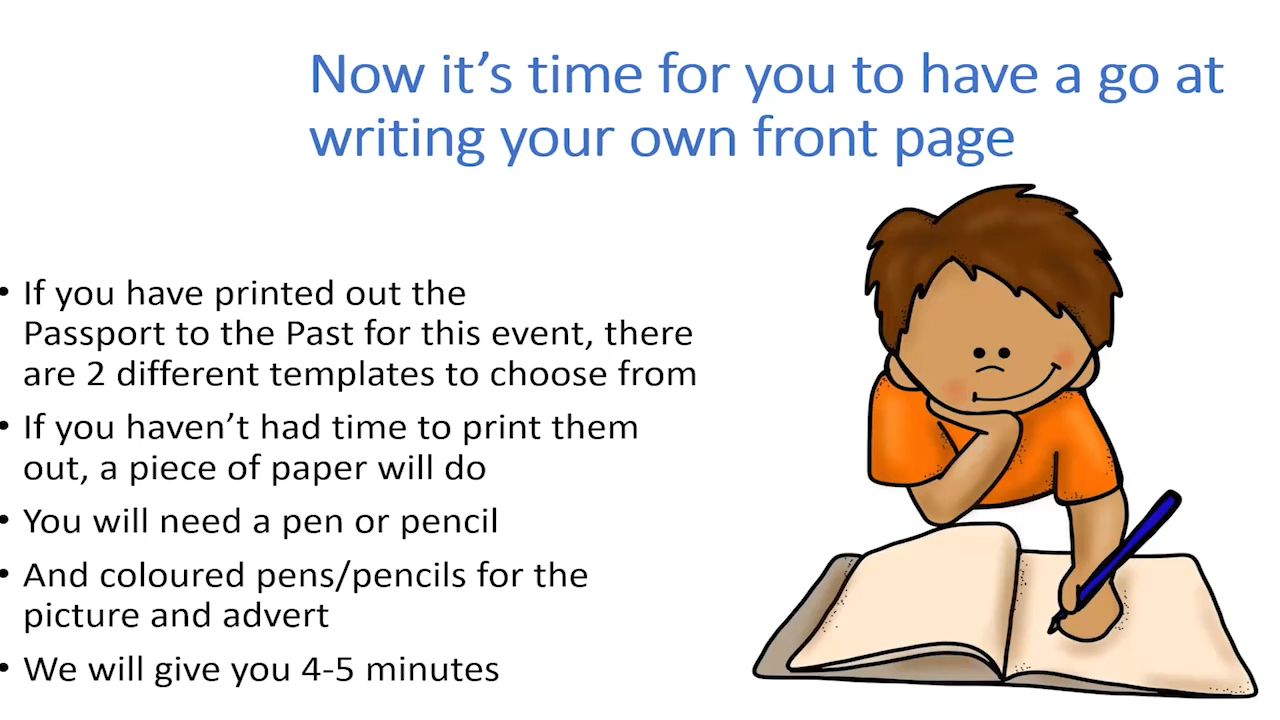 Now it’s time for you to have a go at
writing your own front page
• If you have printed out the
Passport to the Past for this event, there
are 2 different templates to choose from
• If you haven’t had time to print them
out, a piece of paper will do
• You will need a pen or pencil
• And coloured pens/pencils for the
picture and advert
• We will give you 4-5 minutes